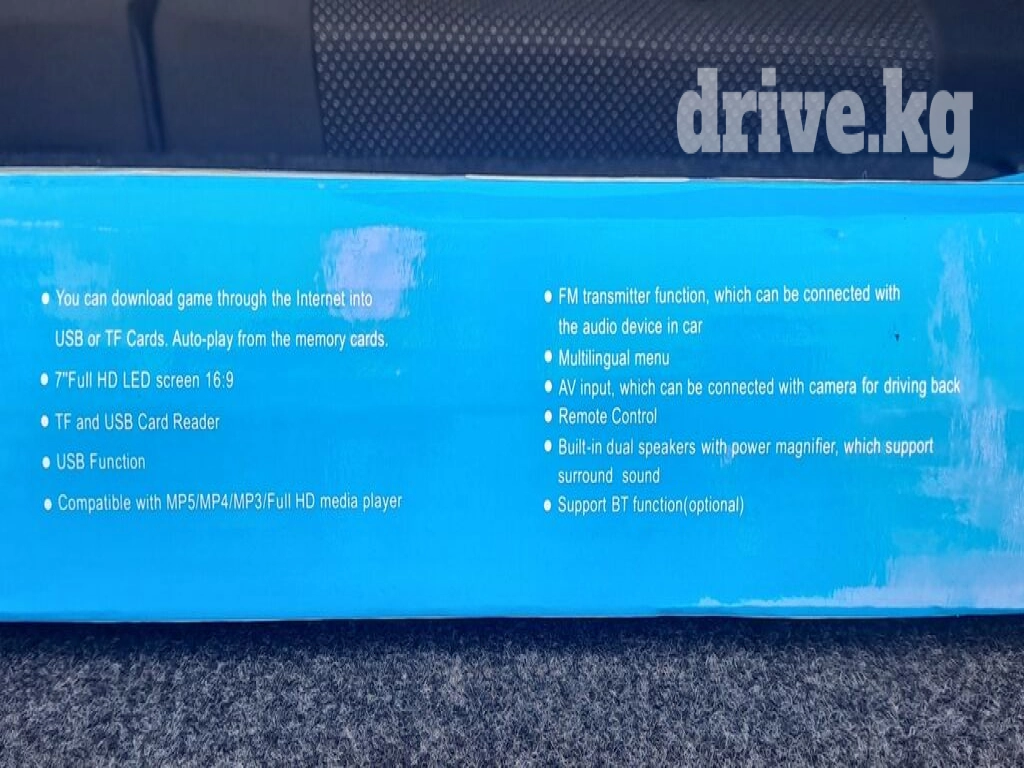 drive.kg
• You can download game through the Internet into
USB or TF Cards. Auto-play from the memory cards.
• 7"Full HD LED screen 16:9
• TF and USB Card Reader
• USB Function
• Compatible with MP5/MP4/MP3/Full HD media player
• FM transmitter function, which can be connected with
the audio device in car
• Multilingual menu
• AV input, which can be connected with camera for driving back
• Remote Control
• Built-in dual speakers with power magnifier, which support
surround sound
• Support BT function(optional)